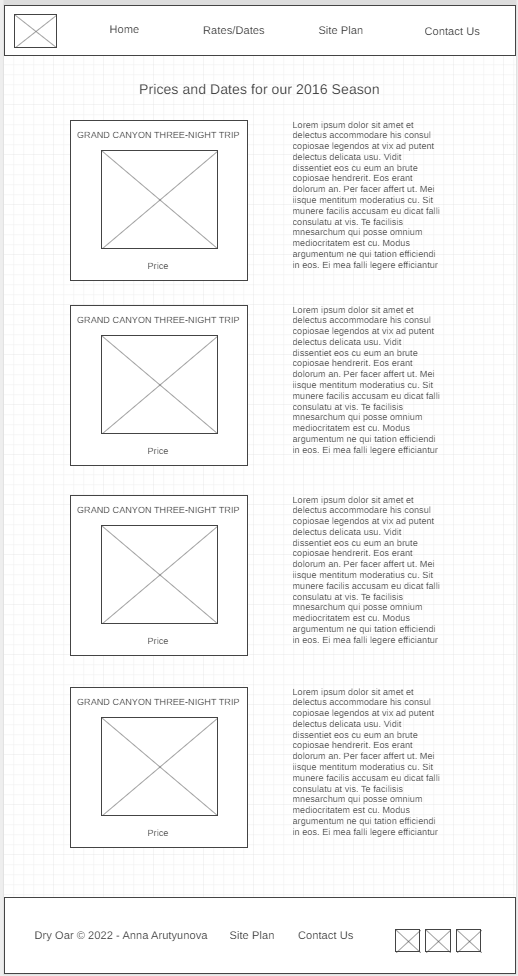 Home Rates/Dates Site Plan Contact Us
Prices and Dates for our 2016 Season
GRAND CANYON THREE-NIGHT TRIP
Price
Lorem ipsum dolor sit amet et
delectus accommodare his consul
copiosae legendos at vix ad putent
delectus delicata usu. Vidit
dissentiet eos cu eum an brute
copiosae hendrerit. Eos erant
dolorum an. Per facer affert ut. Mei
iisque mentitum moderatius cu. Sit
munere facilis accusam eu dicat falli
consulatu at vis. Te facilisis
mnesarchum qui posse omnium
mediocritatem est cu. Modus
argumentum ne qui tation efficiendi
in eos. Ei mea falli legere efficiantur
GRAND CANYON THREE-NIGHT TRIP
Price
Lorem ipsum dolor sit amet et
delectus accommodare his consul
copiosae legendos at vix ad putent
delectus delicata usu. Vidit
dissentiet eos cu eum an brute
copiosae hendrerit. Eos erant
dolorum an. Per facer affert ut. Mei
iisque mentitum moderatius cu. Sit
munere facilis accusam eu dicat falli
consulatu at vis. Te facilisis
mnesarchum qui posse omnium
mediocritatem est cu. Modus
argumentum ne qui tation efficiendi
in eos. Ei mea falli legere efficiantur
GRAND CANYON THREE-NIGHT TRIP
Price
Lorem ipsum dolor sit amet et
delectus accommodare his consul
copiosae legendos at vix ad putent
delectus delicata usu. Vidit
dissentiet eos cu eum an brute
copiosae hendrerit. Eos erant
dolorum an. Per facer affert ut. Mei
iisque mentitum moderatius cu. Sit
munere facilis accusam eu dicat falli
consulatu at vis. Te facilisis
mnesarchum qui posse omnium
mediocritatem est cu. Modus
argumentum ne qui tation efficiendi
in eos. Ei mea falli legere efficiantur
GRAND CANYON THREE-NIGHT TRIP
Price
Lorem ipsum dolor sit amet et
delectus accommodare his consul
copiosae legendos at vix ad putent
delectus delicata usu. Vidit
dissentiet eos cu eum an brute
copiosae hendrerit. Eos erant
dolorum an. Per facer affert ut. Mei
iisque mentitum moderatius cu. Sit
munere facilis accusam eu dicat falli
consulatu at vis. Te facilisis
mnesarchum qui posse omnium
mediocritatem est cu. Modus
argumentum ne qui tation efficiendi
in eos. Ei mea falli legere efficiantur
Dry Oar © 2022 - Anna Arutyunova Site Plan Contact Us